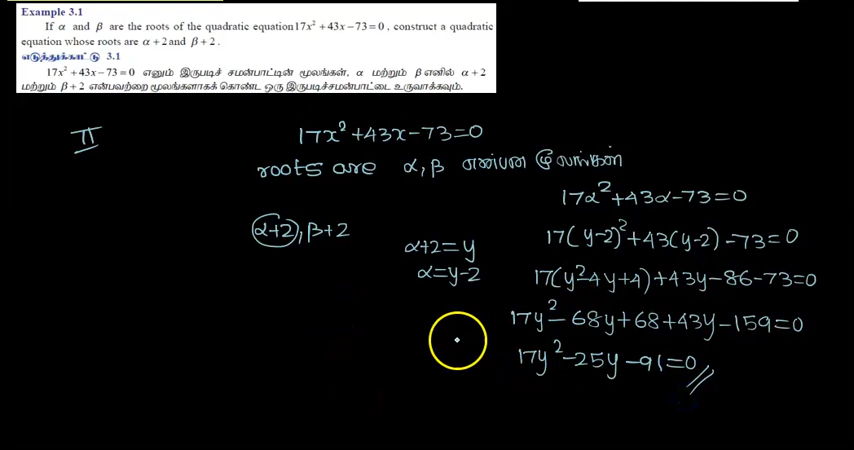 Example 3.1
If α and β are the roots of the quadratic equation 17x² + 43x − 73 = 0, construct a quadratic
equation whose roots are α + 2 and β + 2.
எடுத்துக்காட்டு 3.1
17x² + 43x − 73 = 0 எனும் இருபடிச் சமன்பாட்டின் மூலங்கள், α மற்றும் β எனில் α + 2
மற்றும் β + 2 என்பவற்றை மூலங்களாகக் கொண்ட ஒரு இருபடிச்சமன்பாட்டை உருவாக்கவும்.
II
17x² + 43x − 73 = 0
roots are α, β என்பன மூலங்கள்
17α² + 43α − 73 = 0
α+2, β+2
α+2 = y
α = y−2
17(y−2)² + 43(y−2) − 73 = 0
17(y²−4y+4) + 43y − 86 − 73 = 0
17y² − 68y + 68 + 43y − 159 = 0
17y² − 25y − 91 = 0